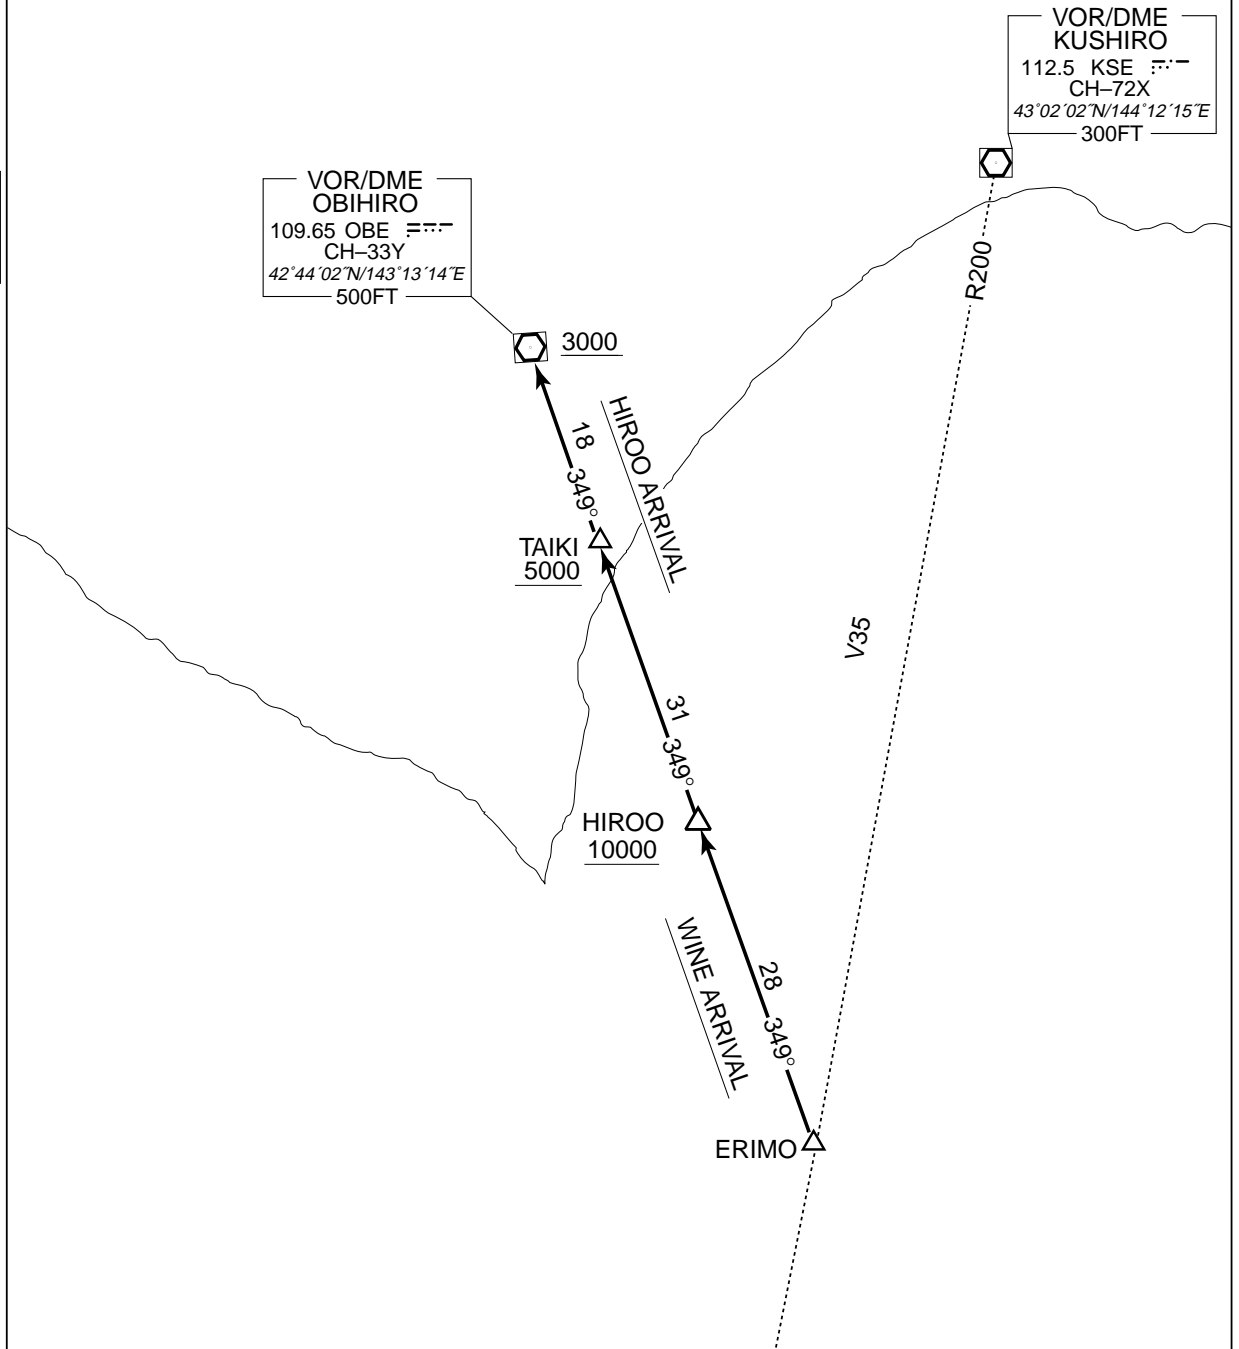 VOR/DME
KUSHIRO
112.5 KSE
CH–72X
43°02´02˝N/144°12´15˝E
300FT
VOR/DME
OBIHIRO
109.65 OBE
CH–33Y
42°44´02˝N/143°13´14˝E
500FT
R200
3000
18
349°
HIROO ARRIVAL
TAIKI
5000
V35
31
349°
HIROO
10000
WINE ARRIVAL
28
349°
ERIMO